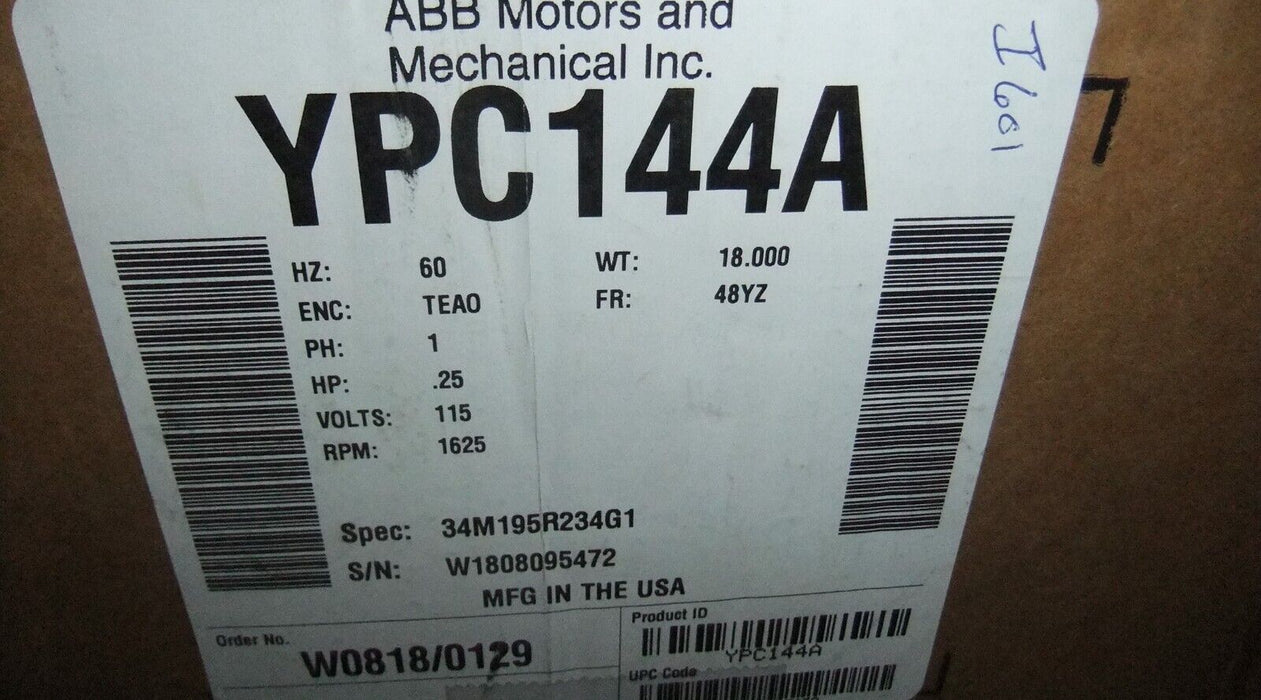 ABB Motors and
Mechanical Inc.
YPC144A
I601
HZ: 60 WT: 18.000
ENC: TEAO FR: 48YZ
PH: 1
HP: .25
VOLTS: 115
RPM: 1625
Spec: 34M195R234G1
S/N: W1808095472
MFG IN THE USA
Order No.
W0818/0129
Product ID
YPC144A
UPC Code